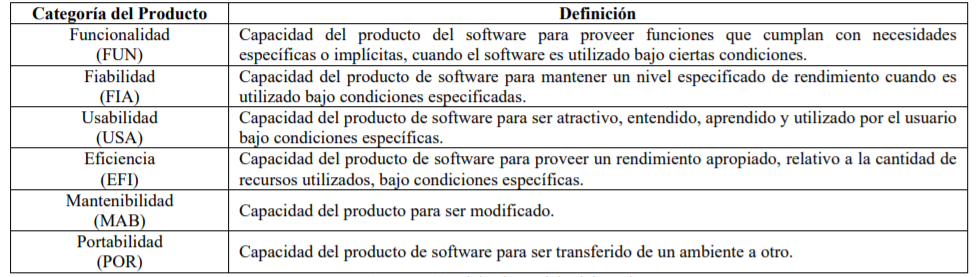 Categoría del Producto Definición
Funcionalidad
(FUN)
Capacidad del producto del software para proveer funciones que cumplan con necesidades
específicas o implícitas, cuando el software es utilizado bajo ciertas condiciones.
Fiabilidad
(FIA)
Capacidad del producto de software para mantener un nivel especificado de rendimiento cuando es
utilizado bajo condiciones especificadas.
Usabilidad
(USA)
Capacidad del producto de software para ser atractivo, entendido, aprendido y utilizado por el usuario
bajo condiciones específicas.
Eficiencia
(EFI)
Capacidad del producto de software para proveer un rendimiento apropiado, relativo a la cantidad de
recursos utilizados, bajo condiciones específicas.
Mantenibilidad
(MAB)
Capacidad del producto para ser modificado.
Portabilidad
(POR)
Capacidad del producto de software para ser transferido de un ambiente a otro.